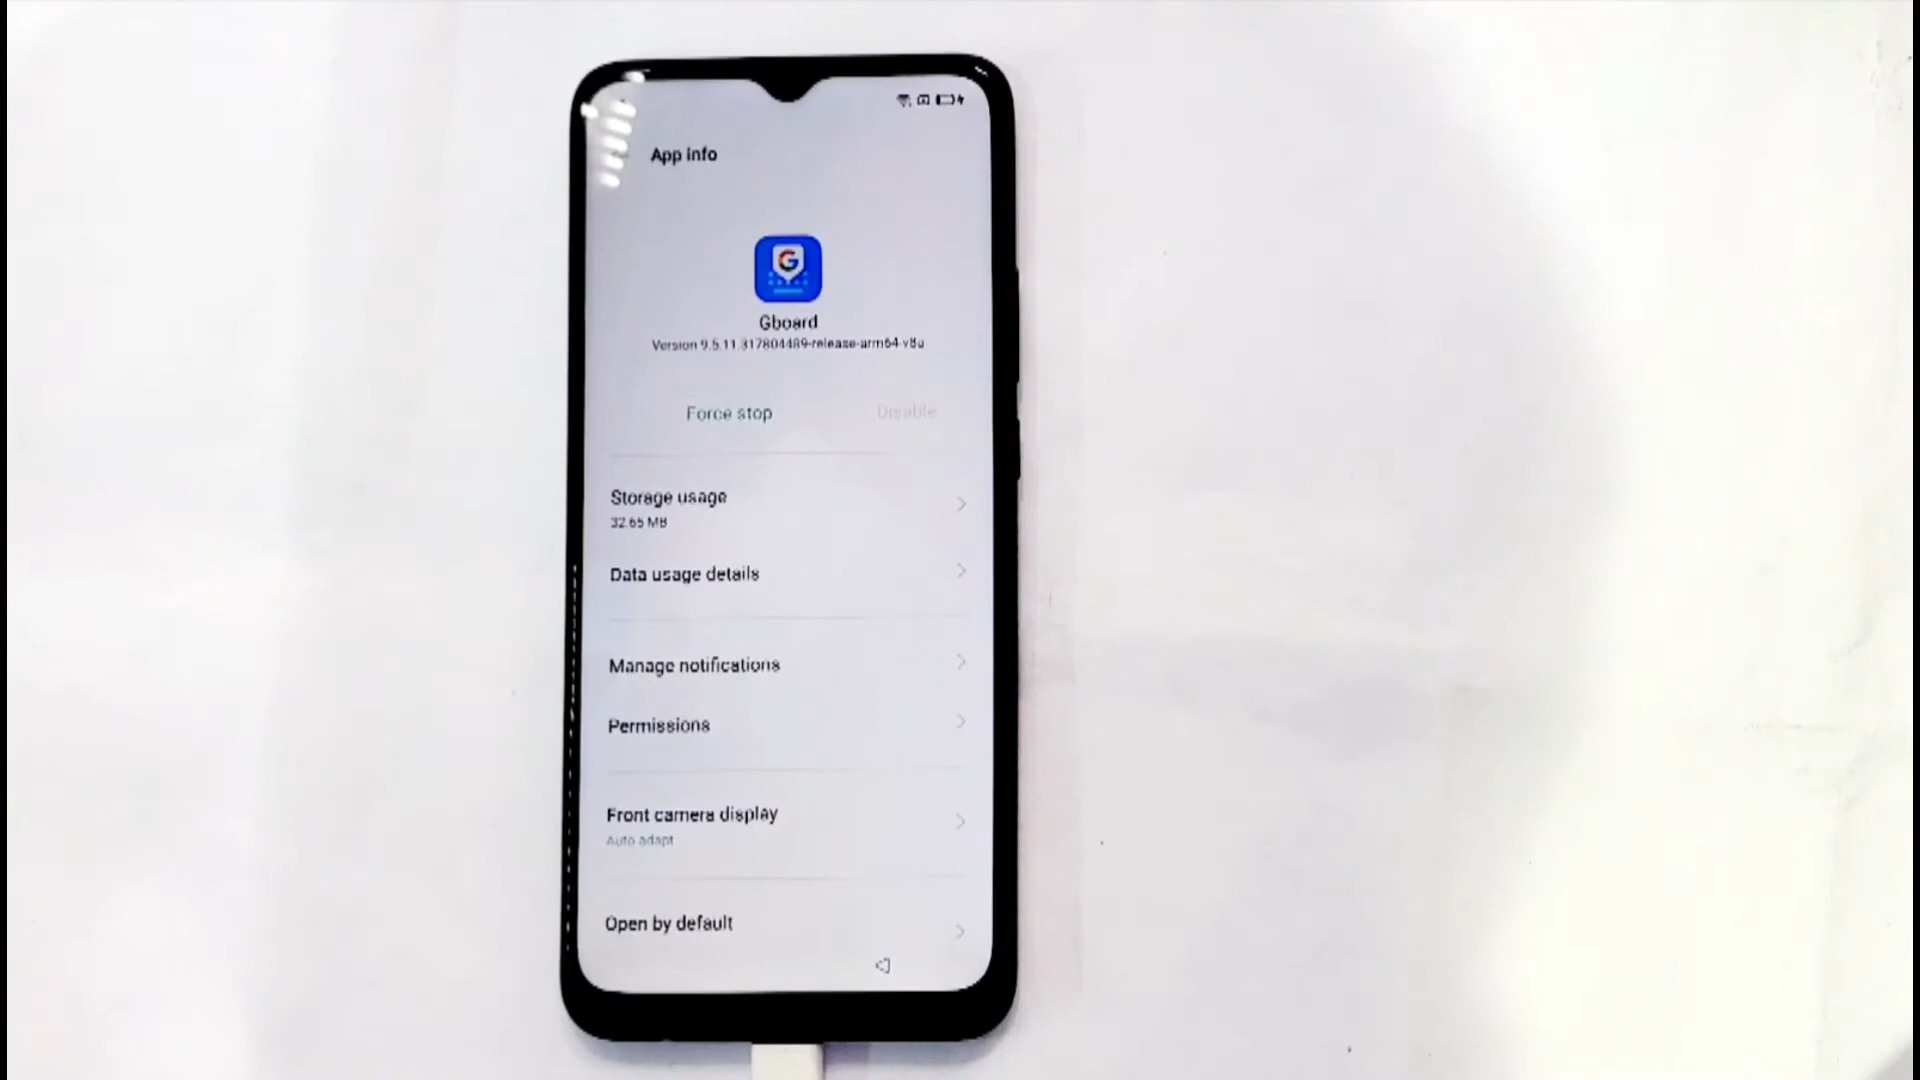 App info
G
Gboard
Version 9.5.11.317804489-release-arm64-v8a
Force stop
Disable
Storage usage
32.65 MB
Data usage details
Manage notifications
Permissions
Front camera display
Auto adapt
Open by default